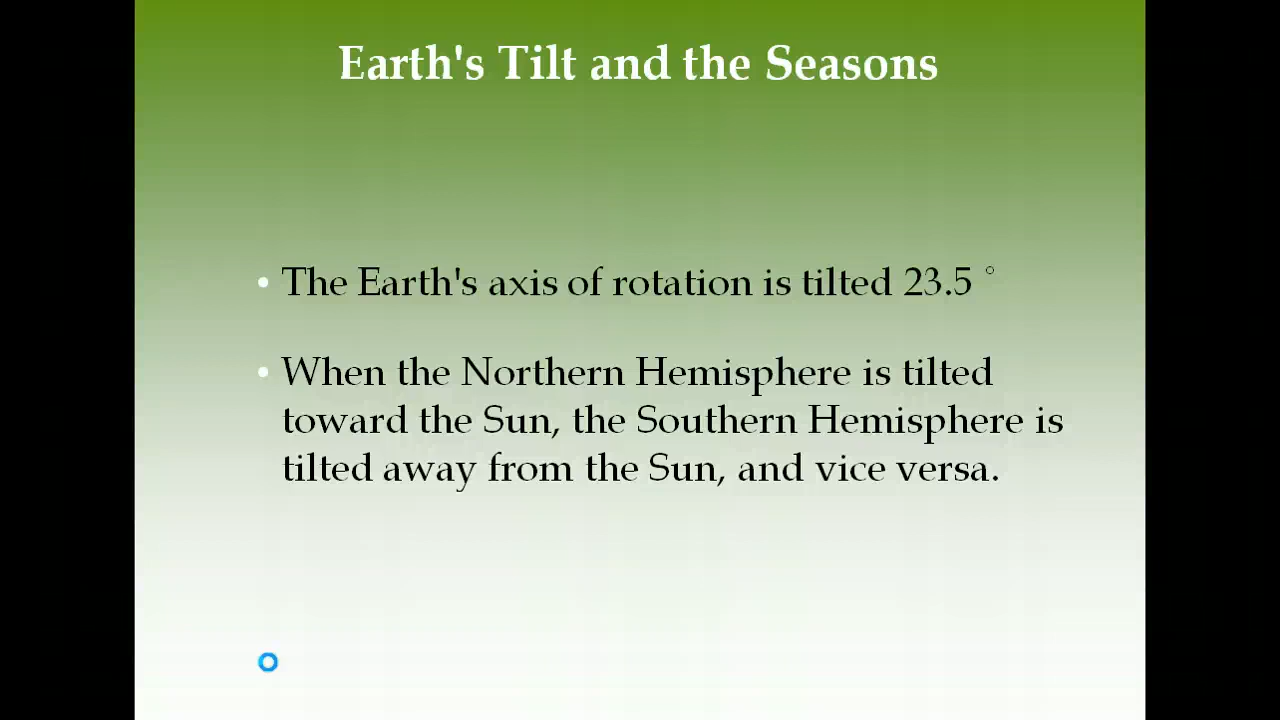 Earth's Tilt and the Seasons
• The Earth's axis of rotation is tilted 23.5 °
• When the Northern Hemisphere is tilted
toward the Sun, the Southern Hemisphere is
tilted away from the Sun, and vice versa.